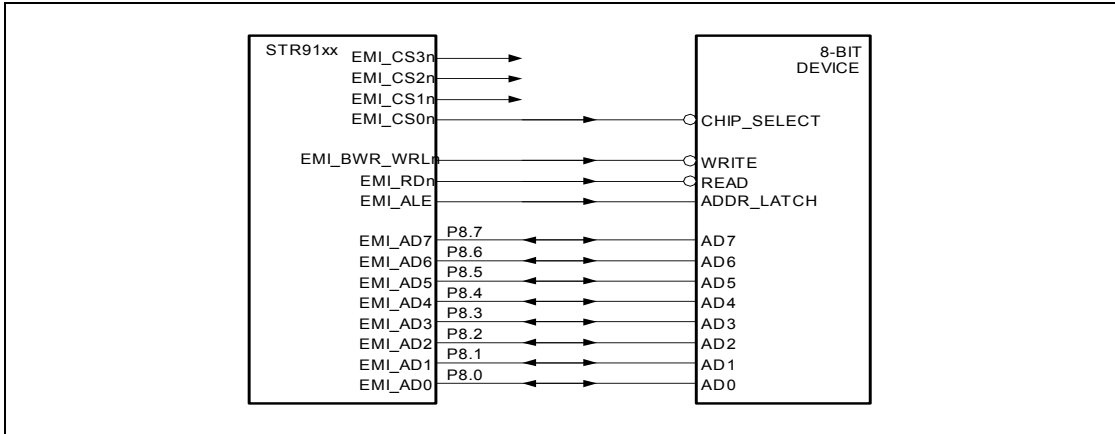 STR91xx
EMI_CS3n
EMI_CS2n
EMI_CS1n
EMI_CS0n
EMI_BWR_WRLn
EMI_RDn
EMI_ALE
EMI_AD7
EMI_AD6
EMI_AD5
EMI_AD4
EMI_AD3
EMI_AD2
EMI_AD1
EMI_AD0
P8.7
P8.6
P8.5
P8.4
P8.3
P8.2
P8.1
P8.0
8-BIT
DEVICE
CHIP_SELECT
WRITE
READ
ADDR_LATCH
AD7
AD6
AD5
AD4
AD3
AD2
AD1
AD0